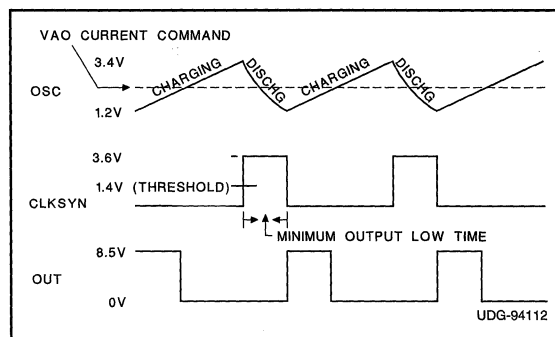 VAO CURRENT COMMAND
3.4V
OSC
1.2V
CHARGING
DISCHG
CHARGING
DISCHG
3.6V
1.4V (THRESHOLD)
CLKSYN
MINIMUM OUTPUT LOW TIME
8.5V
OUT
0V
UDG-94112